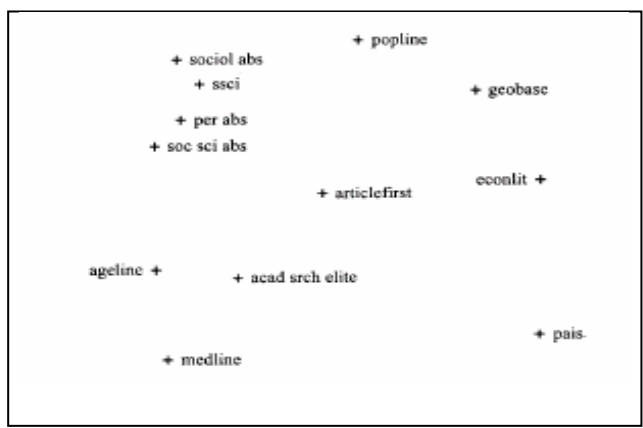 + popline
+ sociol abs
+ ssci
+ geobase
+ per abs
+ soc sci abs
econlit +
+ articlefirst
ageline +
+ acad srch elite
+ pais
+ medline